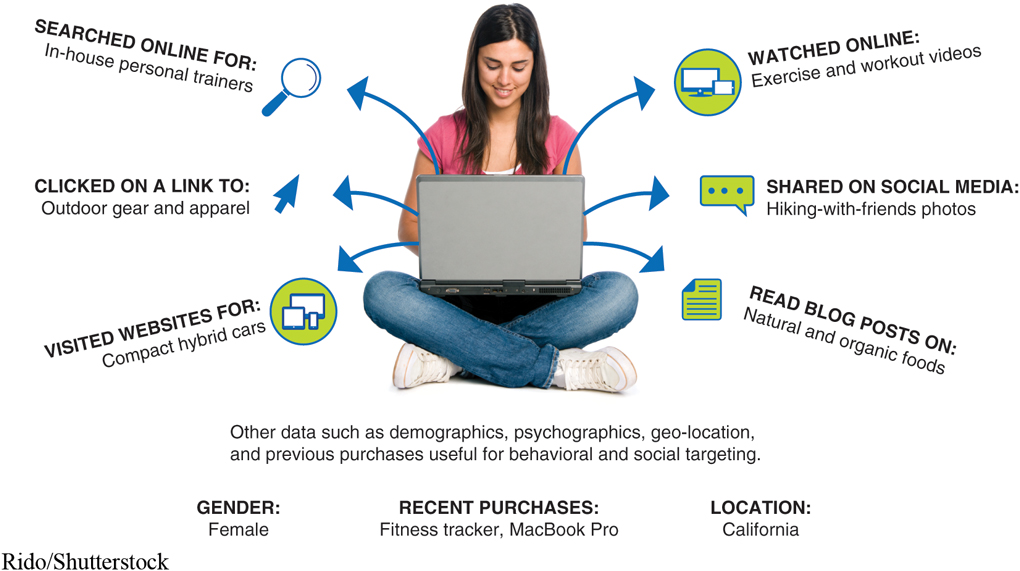 SEARCHED ONLINE FOR:
In-house personal trainers
WATCHED ONLINE:
Exercise and workout videos
CLICKED ON A LINK TO:
Outdoor gear and apparel
SHARED ON SOCIAL MEDIA:
Hiking-with-friends photos
VISITED WEBSITES FOR:
Compact hybrid cars
READ BLOG POSTS ON:
Natural and organic foods
Other data such as demographics, psychographics, geo-location,
and previous purchases useful for behavioral and social targeting.
GENDER:
Female
RECENT PURCHASES:
Fitness tracker, MacBook Pro
LOCATION:
California
Rido/Shutterstock